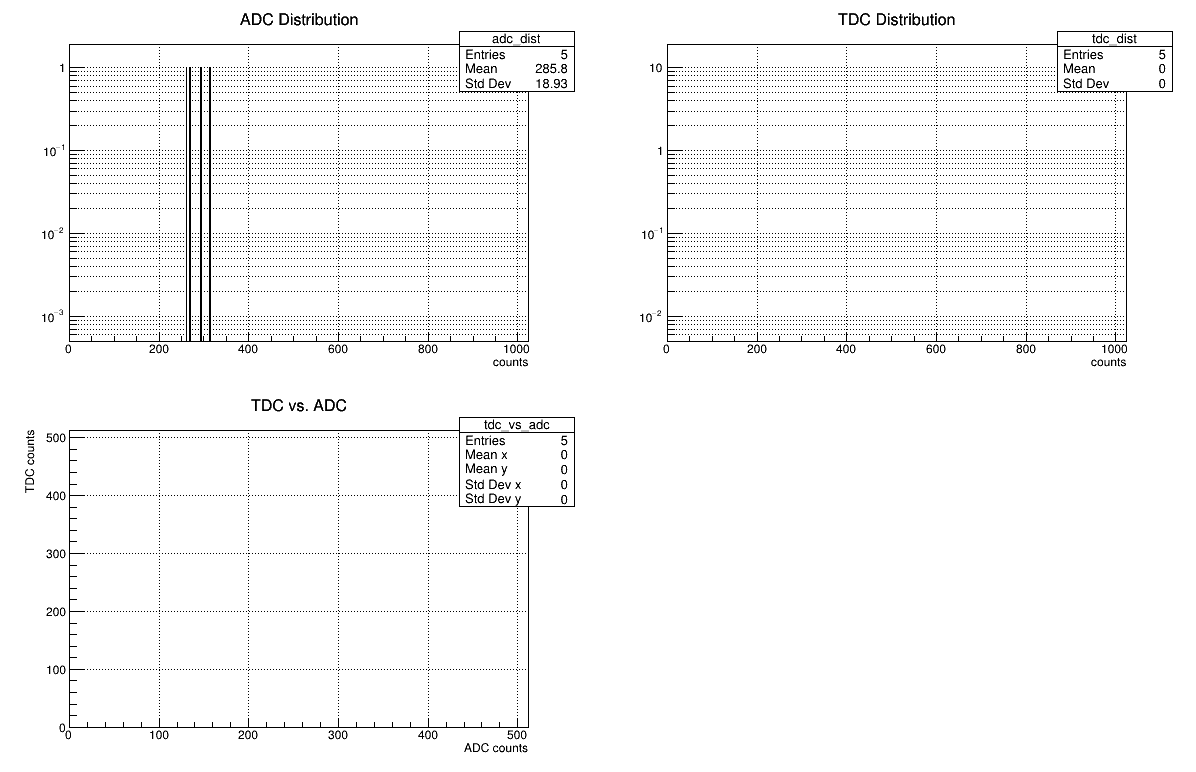 ADC Distribution
adc_dist
Entries 5
Mean 285.8
Std Dev 18.93
1
10⁻¹
10⁻²
10⁻³
0 200 400 600 800 1000
counts
TDC Distribution
tdc_dist
Entries 5
Mean 0
Std Dev 0
10
1
10⁻¹
10⁻²
0 200 400 600 800 1000
counts
TDC vs. ADC
tdc_vs_adc
Entries 5
Mean x 0
Mean y 0
Std Dev x 0
Std Dev y 0
TDC counts
500
400
300
200
100
0
0 100 200 300 400 500
ADC counts